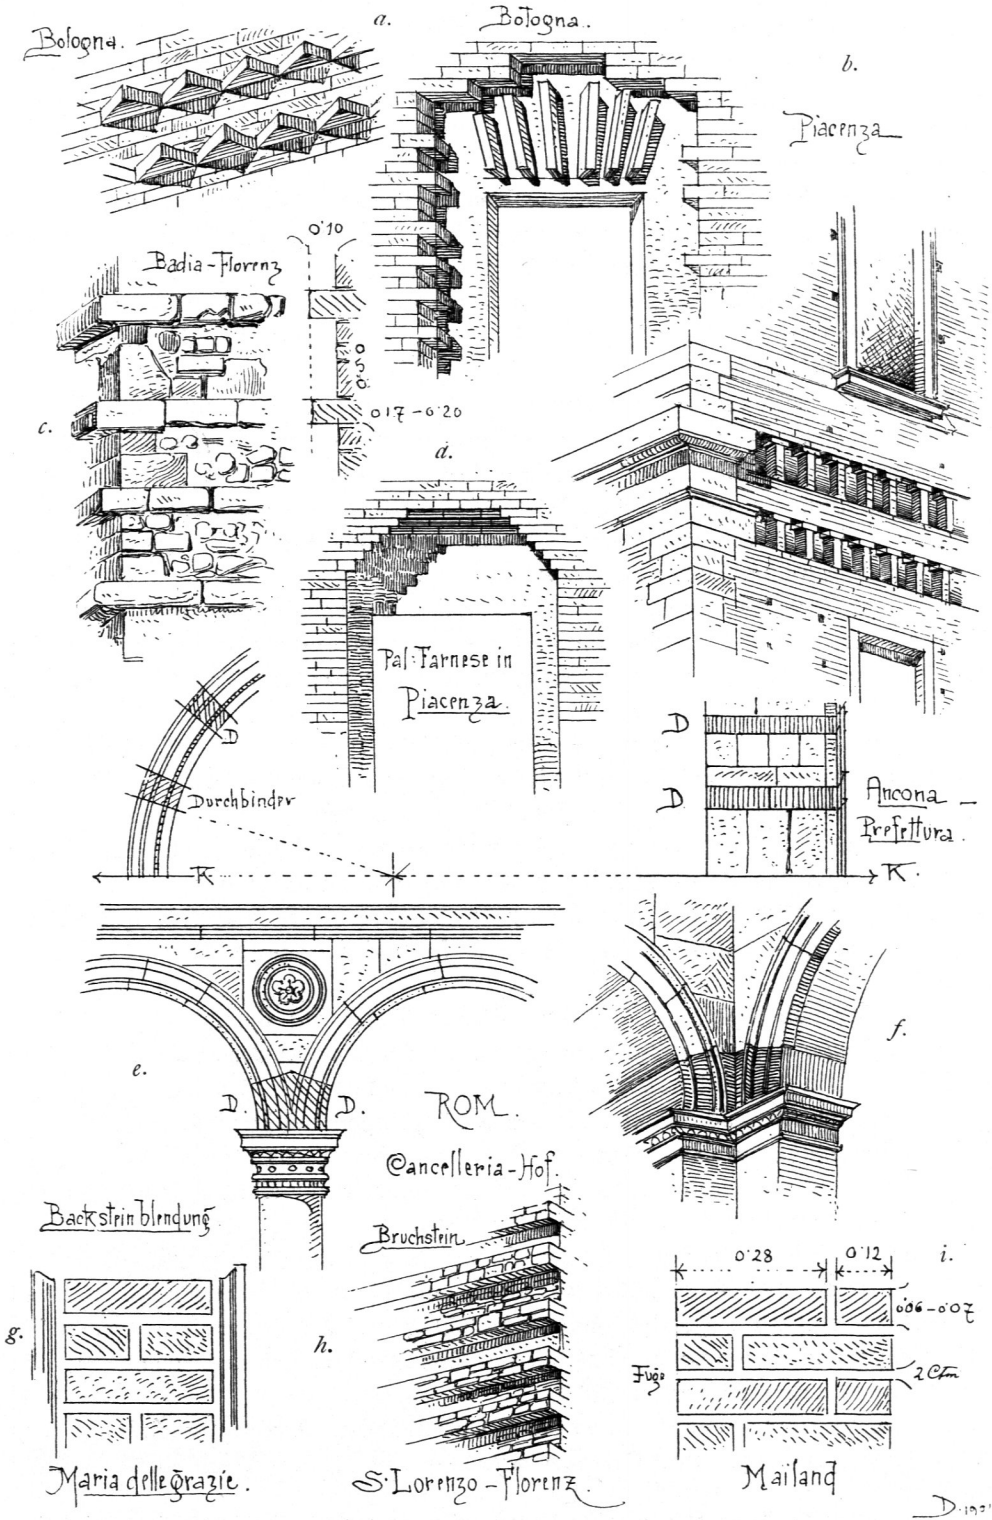 a.
Bologna.
Bologna.
b.
Piacenza
Badia-Florenz
0˙10
0˙50
0˙17 - 0˙20
c.
d.
Pal: Farnese in
Piacenza.
D
Durchbinder
K
D
D
Ancona -
Prefettura.
K.
e.
D.
D.
f.
ROM.
Cancelleria-Hof.
Backsteinblendung
Bruchstein
g.
h.
i.
0˙28
0˙12
0˙06 - 0˙07
Fuge
2 Ctm
Maria delle Grazie.
S. Lorenzo - Florenz.
Maïland